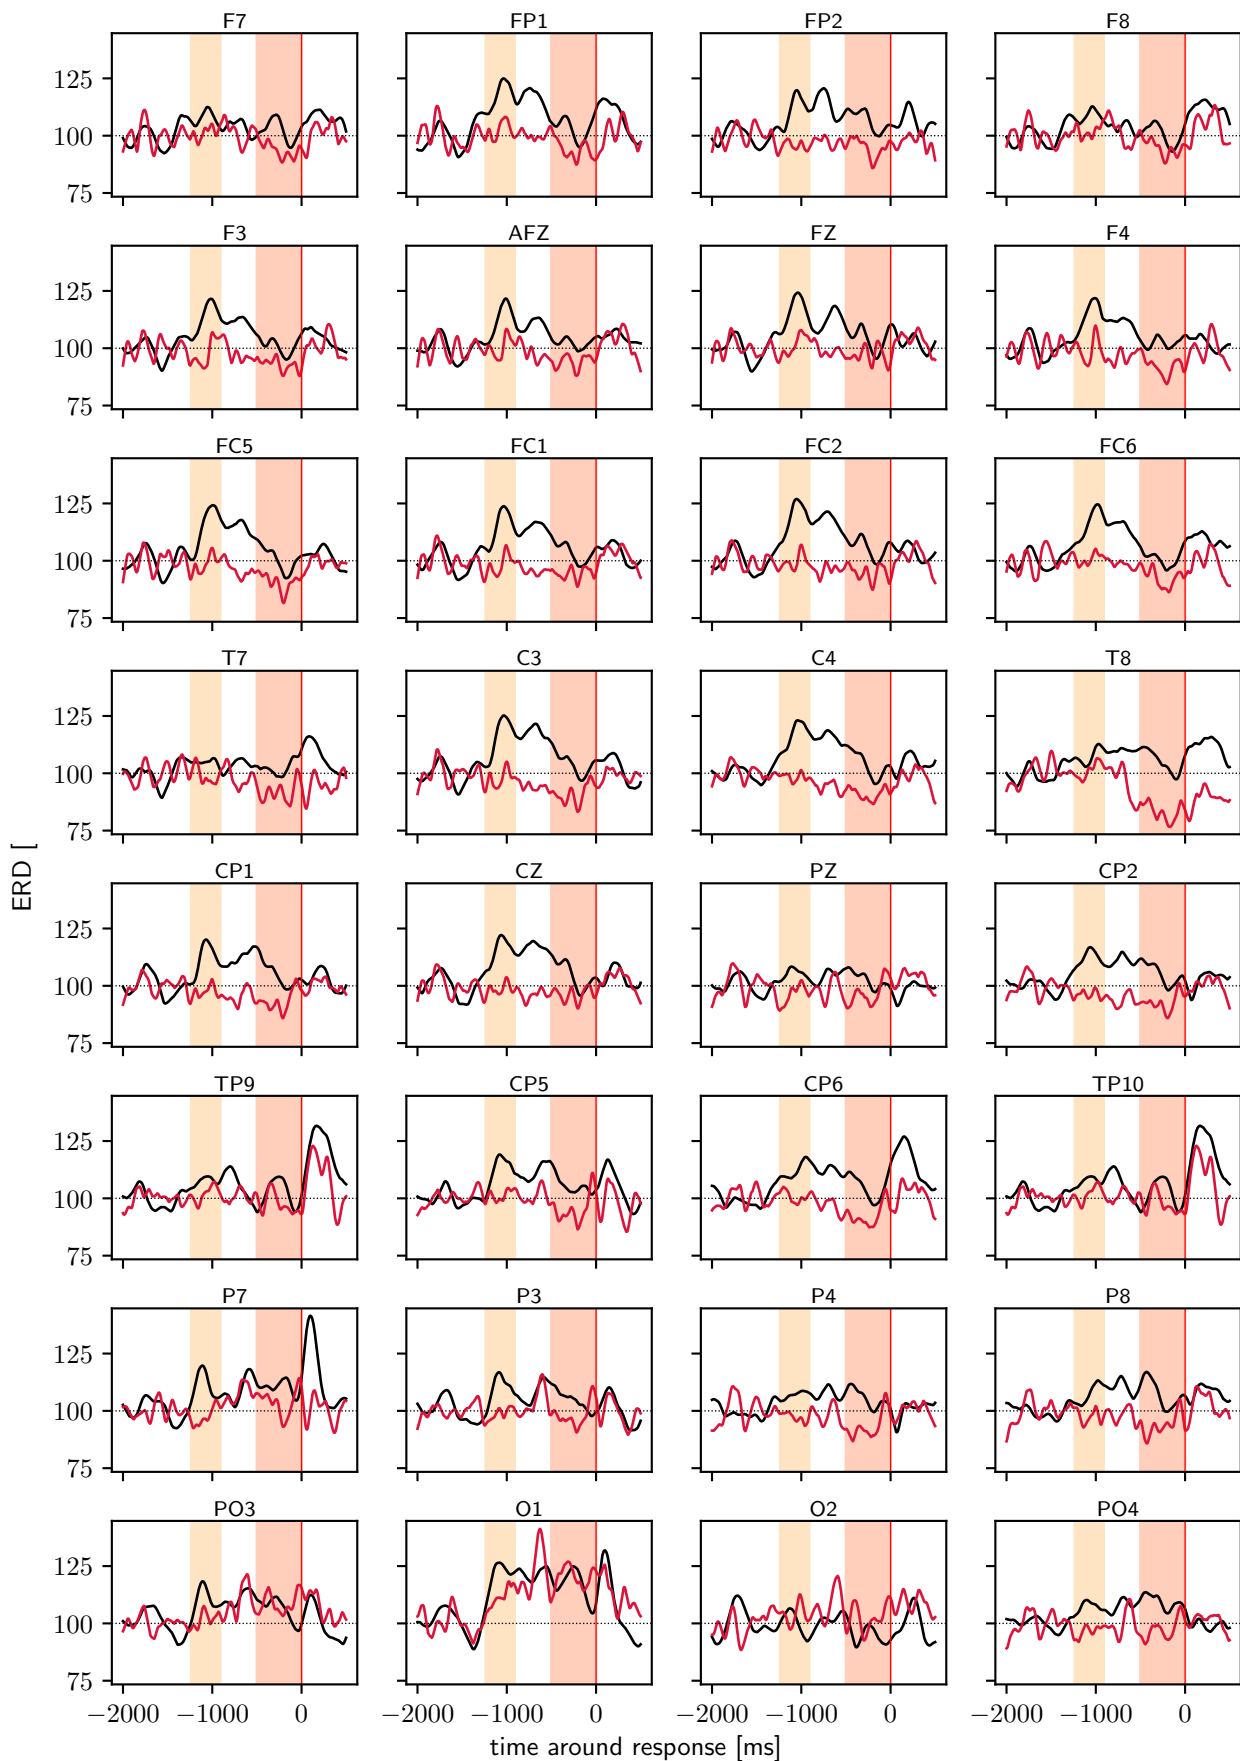 F7 FP1 FP2 F8
125
100
75
F3 AFZ FZ F4
125
100
75
FC5 FC1 FC2 FC6
125
100
75
T7 C3 C4 T8
125
100
75
ERD [
CP1 CZ PZ CP2
125
100
75
TP9 CP5 CP6 TP10
125
100
75
P7 P3 P4 P8
125
100
75
PO3 O1 O2 PO4
125
100
75
−2000 −1000 0 −2000 −1000 0 −2000 −1000 0 −2000 −1000 0
time around response [ms]